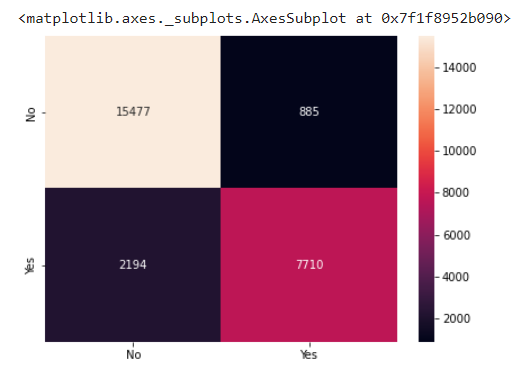 <matplotlib.axes._subplots.AxesSubplot at 0x7f1f8952b090>
No 15477 885
Yes 2194 7710
No Yes
14000
12000
10000
8000
6000
4000
2000